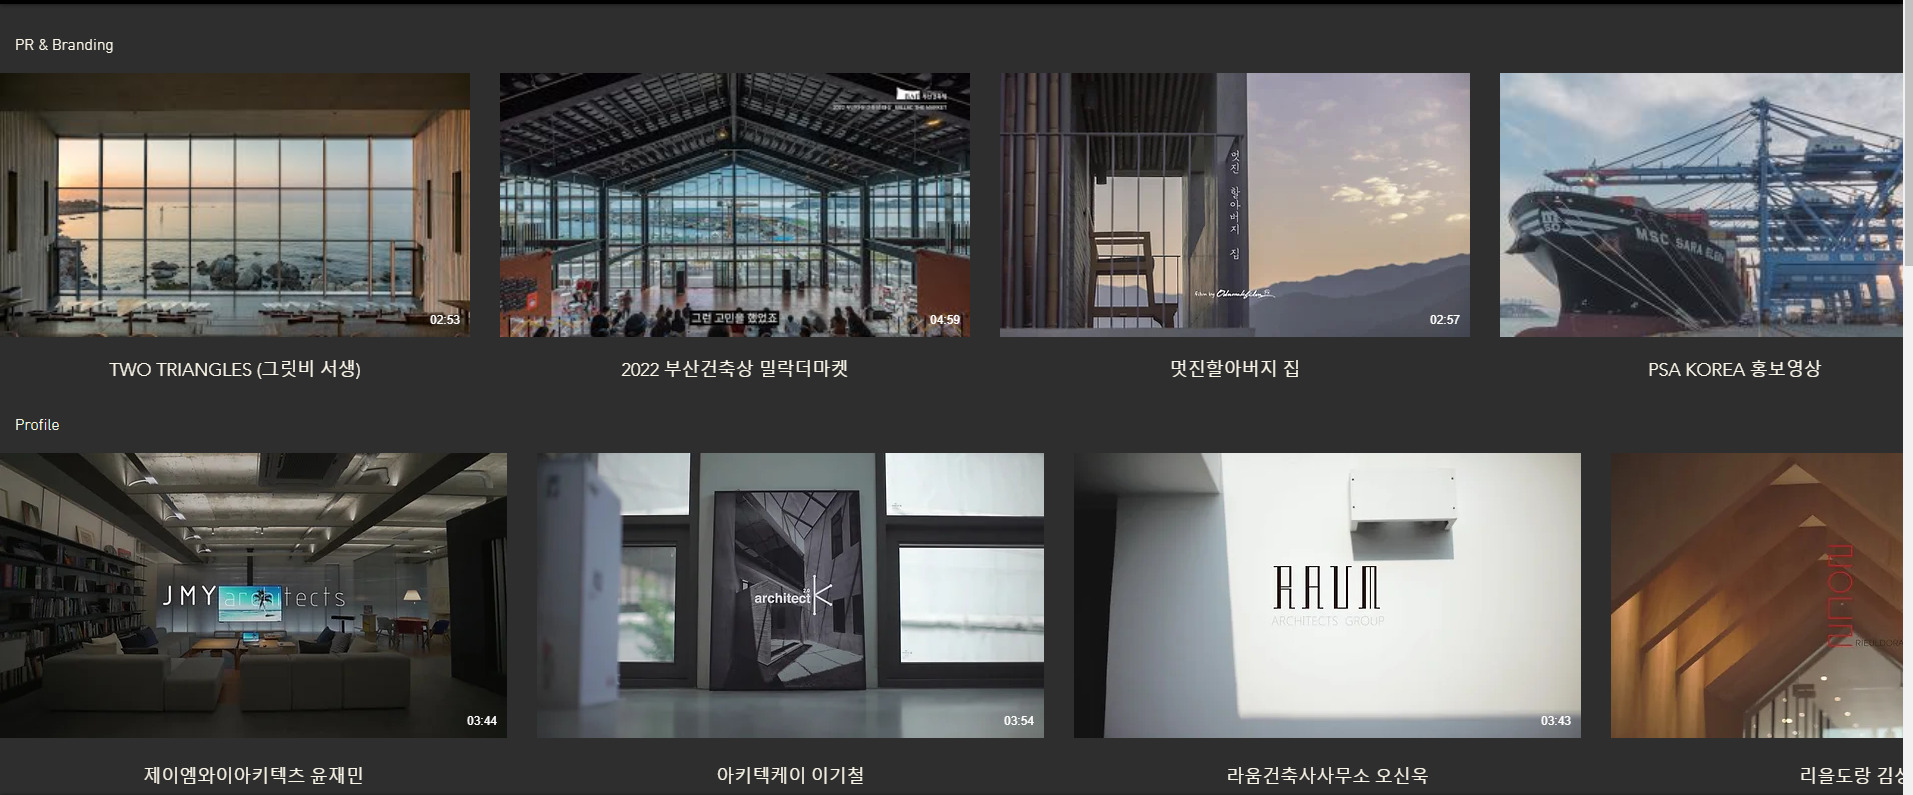 PR & Branding
그런 고민을 했었죠
멋진 할아버지 집
film by
MSC SARA ELENA
02:53
04:59
02:57
TWO TRIANGLES (그릿비 서생)
2022 부산건축상 밀락더마켓
멋진할아버지 집
PSA KOREA 홍보영상
Profile
JMY architects
architect K
2.0
RAUM
ARCHITECTS GROUP
03:44
03:54
03:43
제이엠와이아키텍츠 윤재민
아키텍케이 이기철
라움건축사사무소 오신욱
리을도랑 김성